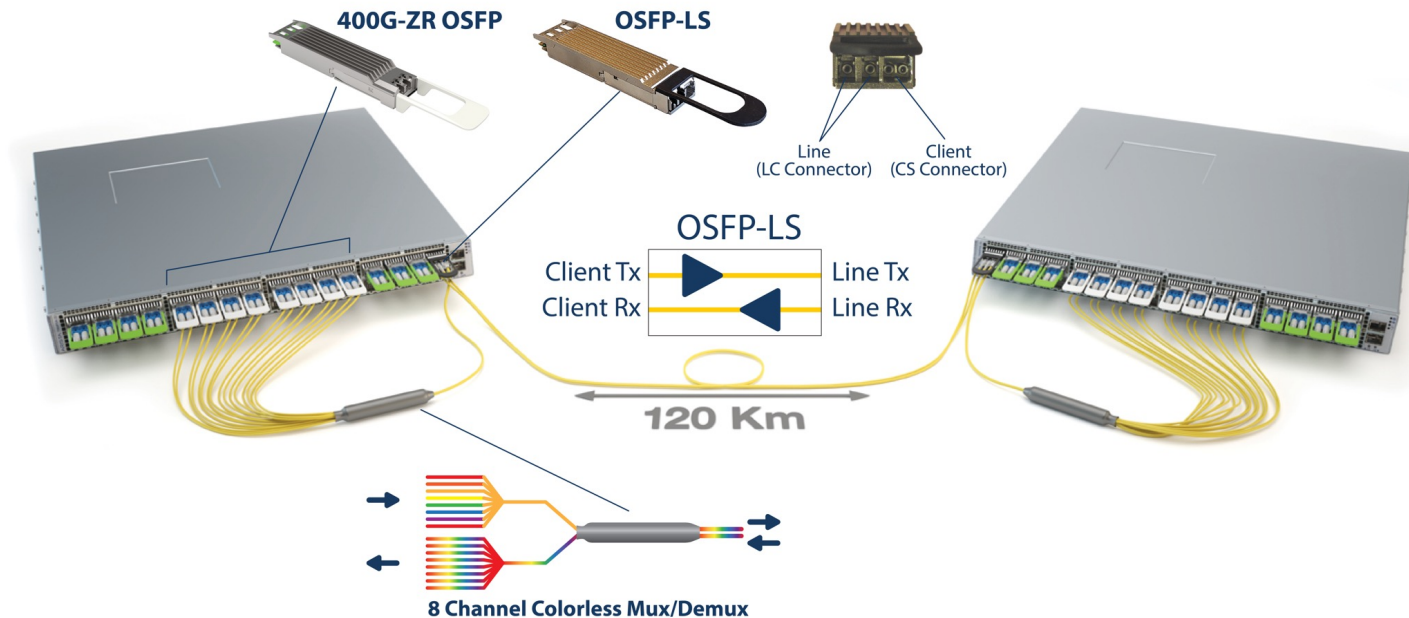 400G-ZR OSFP
OSFP-LS
Line
(LC Connector)
Client
(CS Connector)
OSFP-LS
Client Tx
Line Tx
Client Rx
Line Rx
120 Km
8 Channel Colorless Mux/Demux